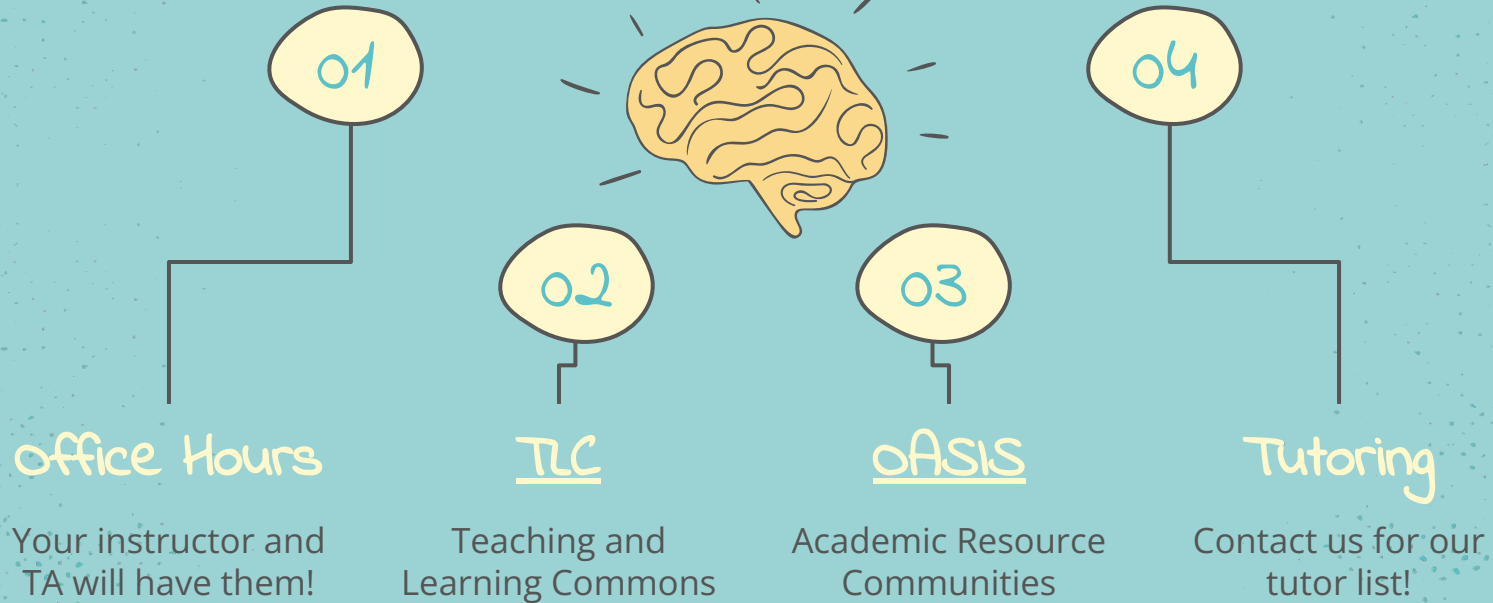 01
Office Hours
Your instructor and
TA will have them!
02
TLC
Teaching and
Learning Commons
03
OASIS
Academic Resource
Communities
04
Tutoring
Contact us for our
tutor list!